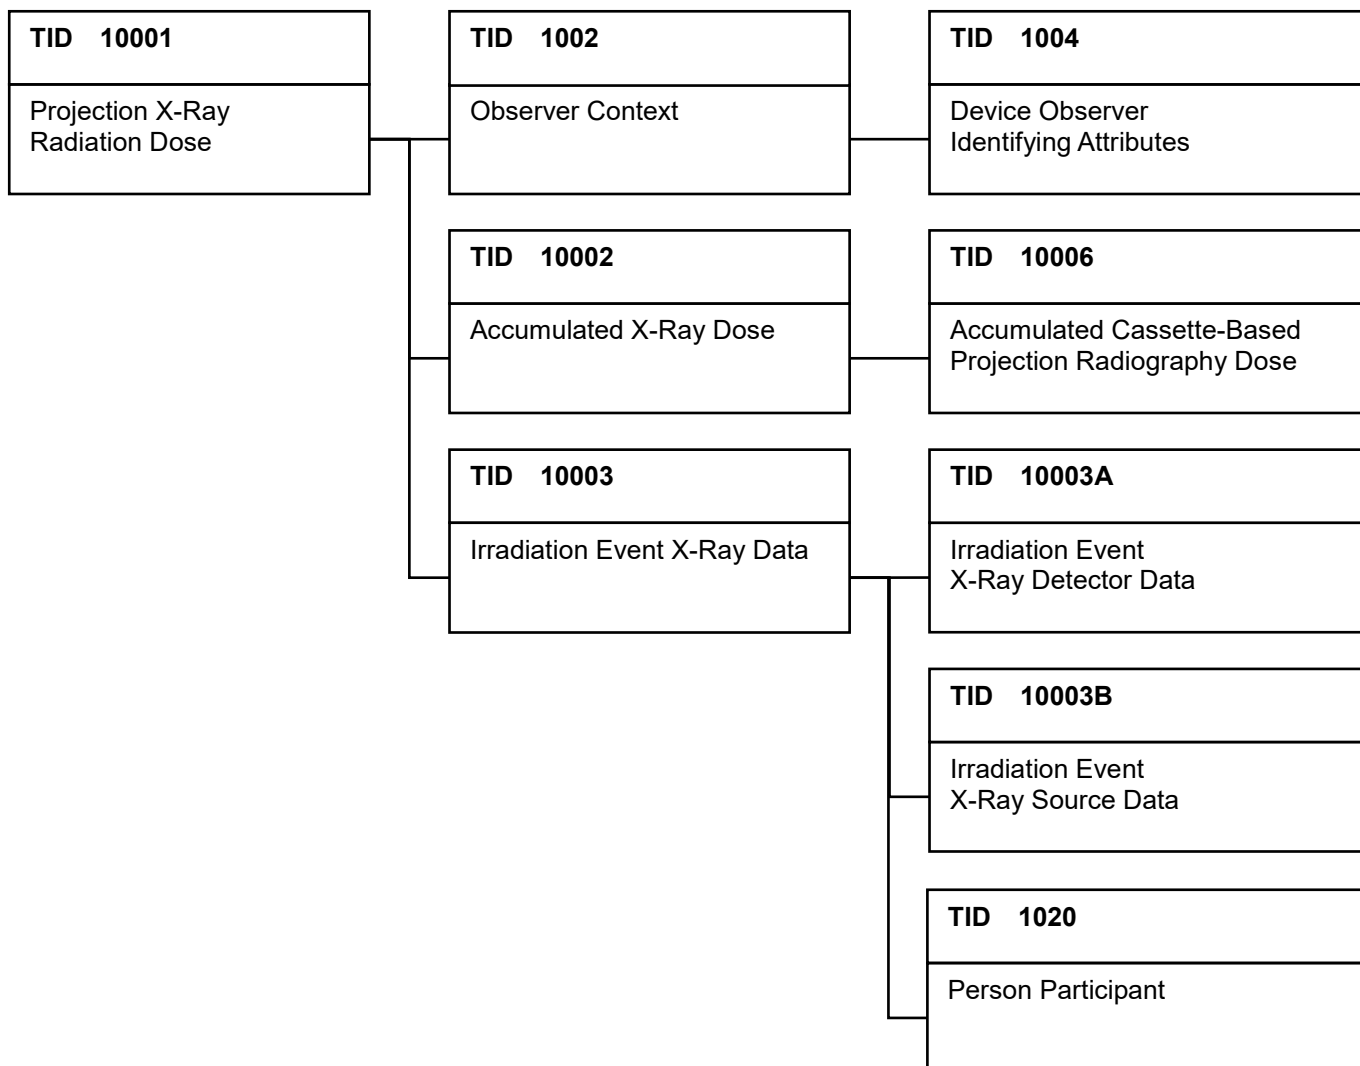 TID 10001
Projection X-Ray
Radiation Dose
TID 1002
Observer Context
TID 1004
Device Observer
Identifying Attributes
TID 10002
Accumulated X-Ray Dose
TID 10006
Accumulated Cassette-Based
Projection Radiography Dose
TID 10003
Irradiation Event X-Ray Data
TID 10003A
Irradiation Event
X-Ray Detector Data
TID 10003B
Irradiation Event
X-Ray Source Data
TID 1020
Person Participant